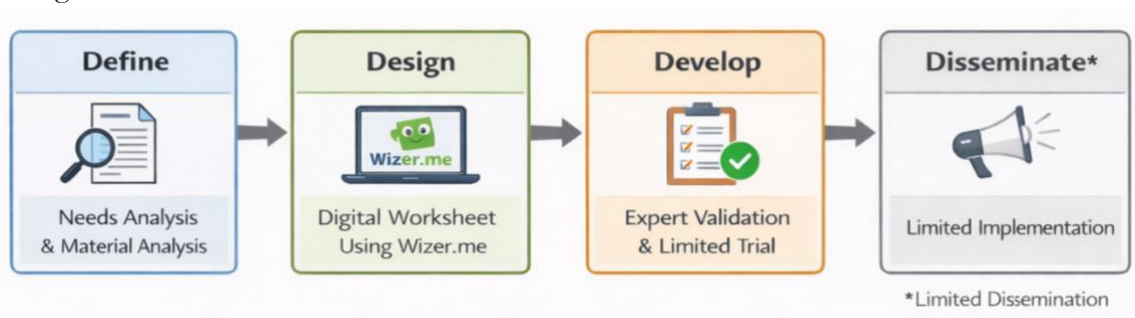 Define
Needs Analysis
& Material Analysis
Design
Wizer.me
Digital Worksheet
Using Wizer.me
Develop
Expert Validation
& Limited Trial
Disseminate*
Limited Implementation
*Limited Dissemination